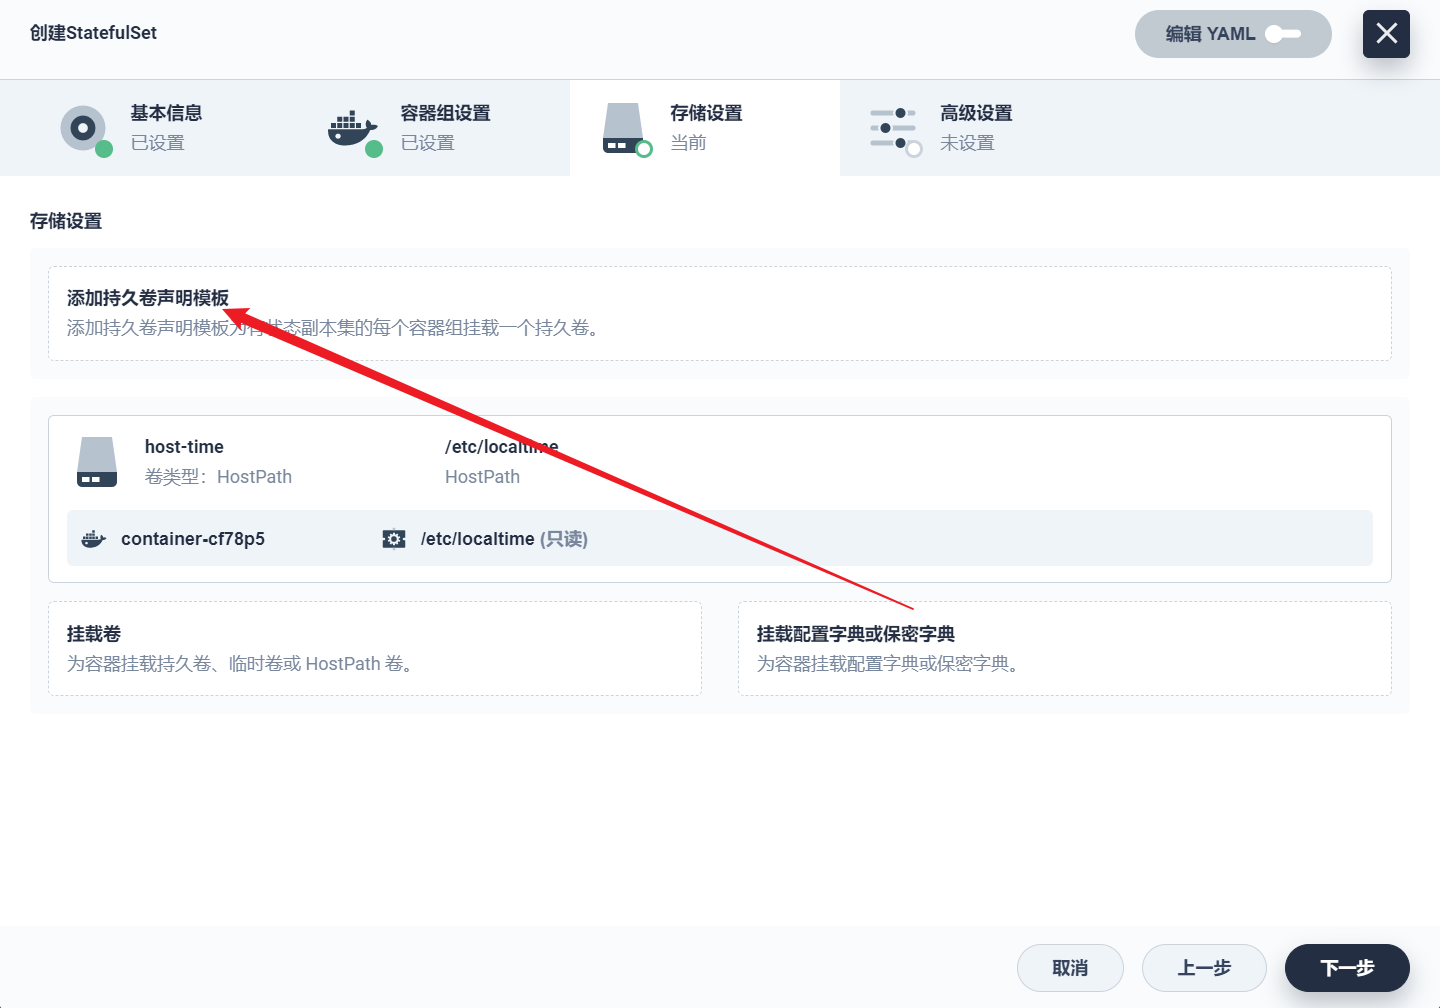 创建StatefulSet
编辑 YAML
基本信息
已设置
容器组设置
已设置
存储设置
当前
高级设置
未设置
存储设置
添加持久卷声明模板
添加持久卷声明模板为有状态副本集的每个容器组挂载一个持久卷。
host-time
卷类型：HostPath
/etc/localtime
HostPath
container-cf78p5
/etc/localtime (只读)
挂载卷
为容器挂载持久卷、临时卷或 HostPath 卷。
挂载配置字典或保密字典
为容器挂载配置字典或保密字典。
取消
上一步
下一步